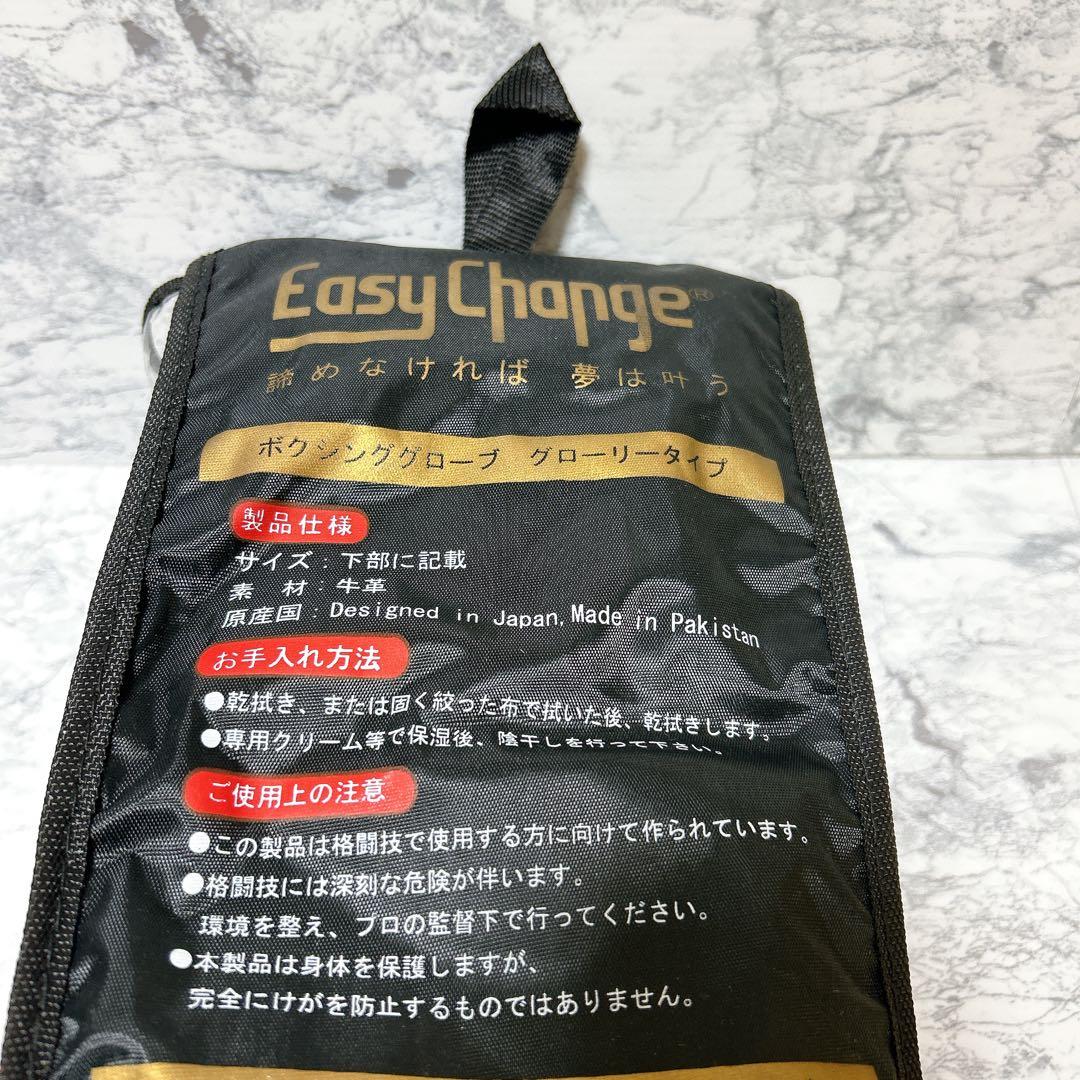 Easy Change®
諦めなければ 夢は叶う
ボクシンググローブ グローリータイプ
製品仕様
サイズ：下部に記載
素 材：牛革
原産国：Designed in Japan, Made in Pakistan
お手入れ方法
●乾拭き、または固く絞った布で拭いた後、乾拭きします。
●専用クリーム等で保湿後、陰干しを行って下さい。
ご使用上の注意
●この製品は格闘技で使用する方に向けて作られています。
●格闘技には深刻な危険が伴います。
環境を整え、プロの監督下で行ってください。
●本製品は身体を保護しますが、
完全にけがを防止するものではありません。